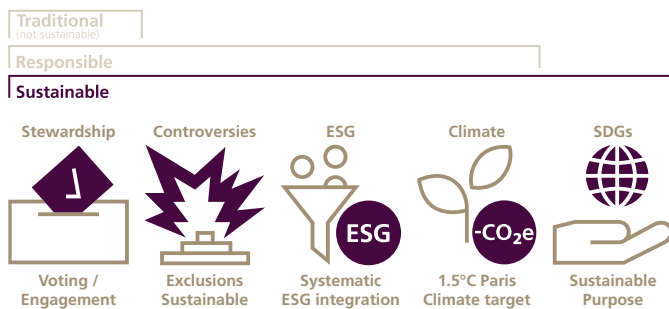 Traditional
(not sustainable)
Responsible
Sustainable
Stewardship
Controversies
ESG
Climate
SDGs
ESG
-CO₂e
Voting /
Engagement
Exclusions
Sustainable
Systematic
ESG integration
1.5°C Paris
Climate target
Sustainable
Purpose